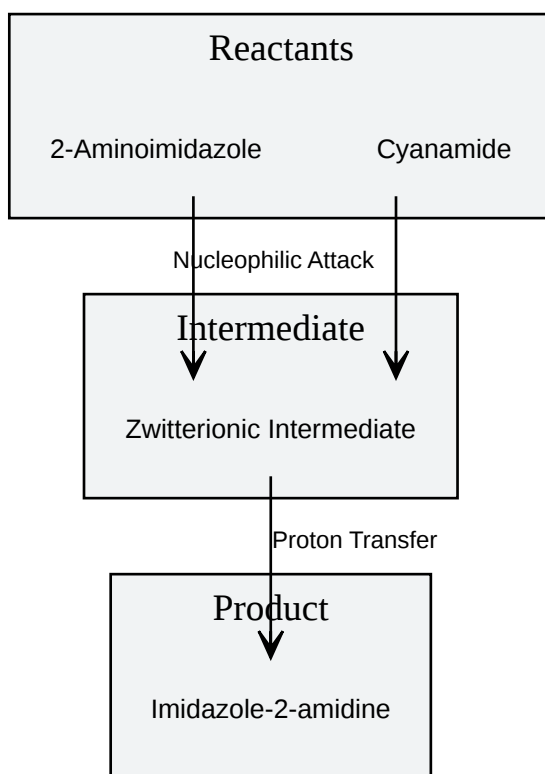 Reactants
2-Aminoimidazole Cyanamide
Nucleophilic Attack
Intermediate
Zwitterionic Intermediate
Proton Transfer
Product
Imidazole-2-amidine